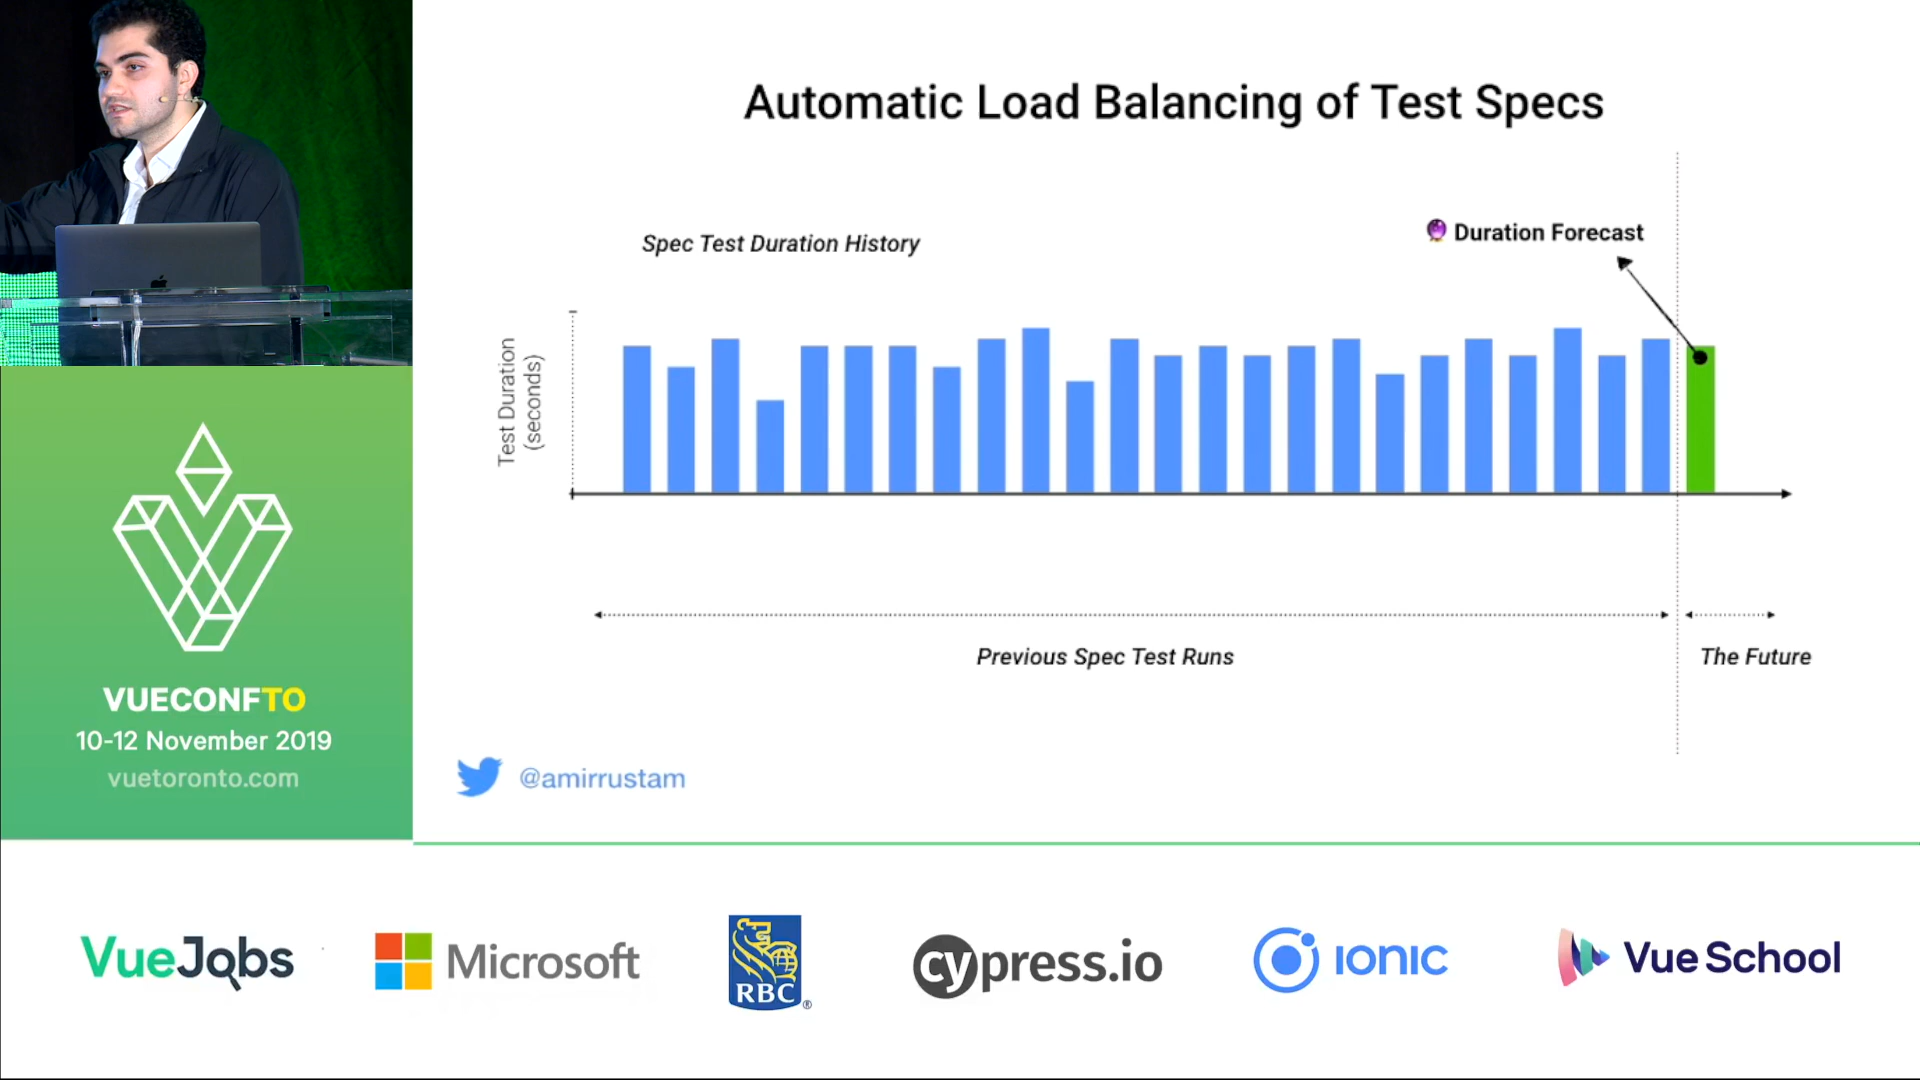 Automatic Load Balancing of Test Specs
Spec Test Duration History
Duration Forecast
Test Duration
(seconds)
Previous Spec Test Runs
The Future
@amirrustam
VUECONFTO
10-12 November 2019
vuetoronto.com
VueJobs
Microsoft
RBC
®
cypress.io
IONIC
Vue School